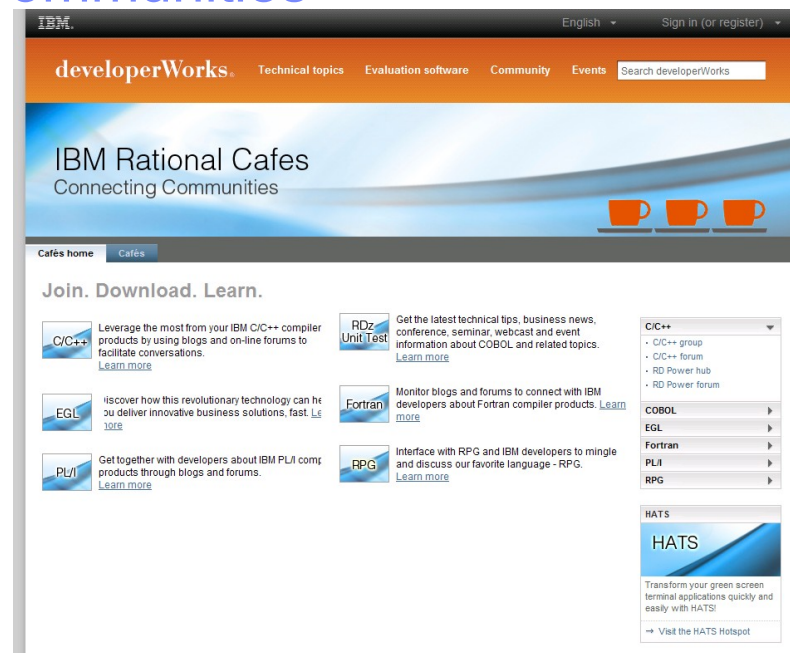 IBM.
English
Sign in (or register)
developerWorks.
Technical topics
Evaluation software
Community
Events
Search developerWorks
IBM Rational Cafes
Connecting Communities
Cafés home
Cafés
Join. Download. Learn.
C/C++
Leverage the most from your IBM C/C++ compiler
products by using blogs and on-line forums to
facilitate conversations.
Learn more
EGL
iscover how this revolutionary technology can he
ou deliver innovative business solutions, fast. Le
ore
PL/I
Get together with developers about IBM PL/I comp
products through blogs and forums.
Learn more
RDz
Unit Test
Get the latest technical tips, business news,
conference, seminar, webcast and event
information about COBOL and related topics.
Learn more
Fortran
Monitor blogs and forums to connect with IBM
developers about Fortran compiler products. Learn
more
RPG
Interface with RPG and IBM developers to mingle
and discuss our favorite language - RPG.
Learn more
C/C++
C/C++ group
C/C++ forum
RD Power hub
RD Power forum
COBOL
EGL
Fortran
PL/I
RPG
HATS
HATS
Transform your green screen
terminal applications quickly and
easily with HATS!
→ Visit the HATS Hotspot